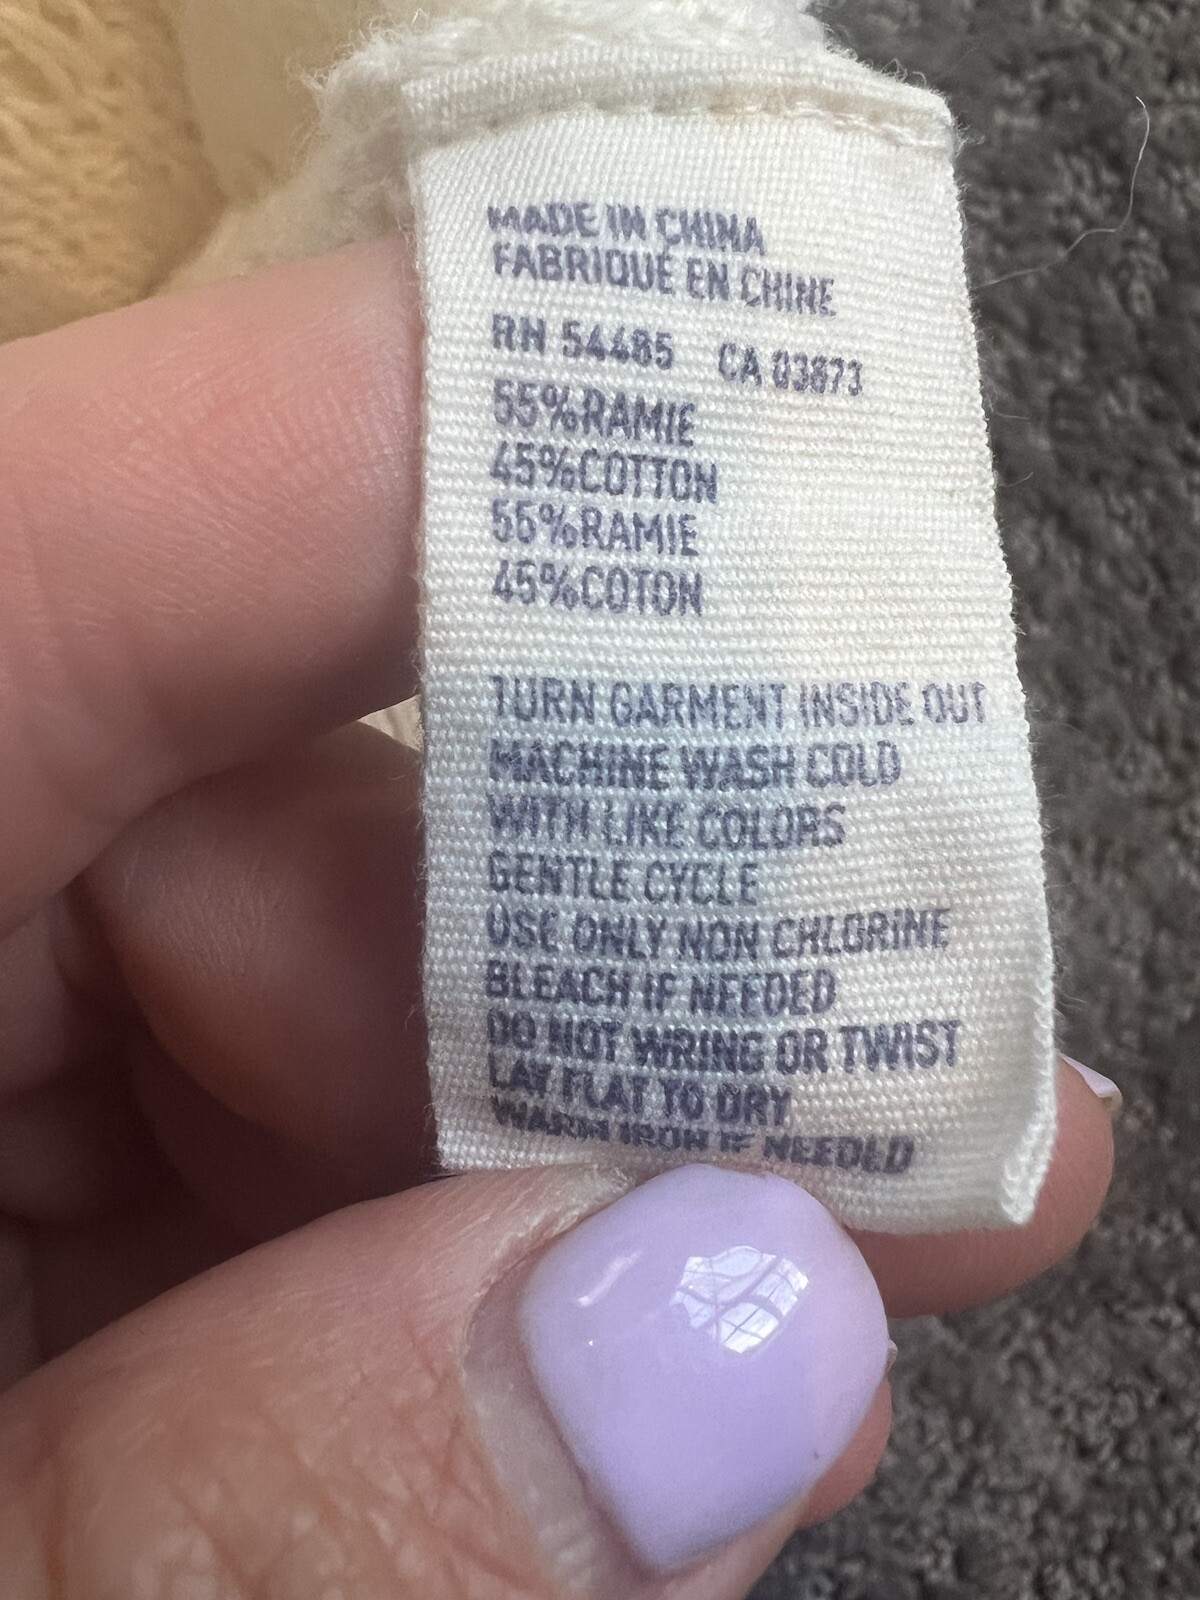 MADE IN CHINA
FABRIQUE EN CHINE
RN 54485 CA 03873
55%RAMIE
45%COTTON
55%RAMIE
45%COTON
TURN GARMENT INSIDE OUT
MACHINE WASH COLD
WITH LIKE COLORS
GENTLE CYCLE
USE ONLY NON CHLORINE
BLEACH IF NEEDED
DO NOT WRING OR TWIST
LAY FLAT TO DRY
WARM IRON IF NEEDED